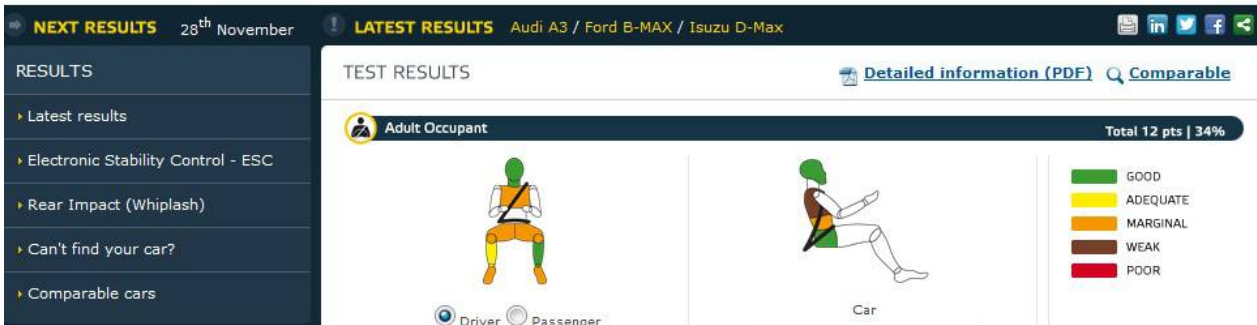 NEXT RESULTS 28th November
LATEST RESULTS Audi A3 / Ford B-MAX / Isuzu D-Max
RESULTS
Latest results
Electronic Stability Control - ESC
Rear Impact (Whiplash)
Can't find your car?
Comparable cars
TEST RESULTS
Detailed information (PDF) Comparable
Adult Occupant Total 12 pts | 34%
GOOD
ADEQUATE
MARGINAL
WEAK
POOR
Driver Passenger
Car